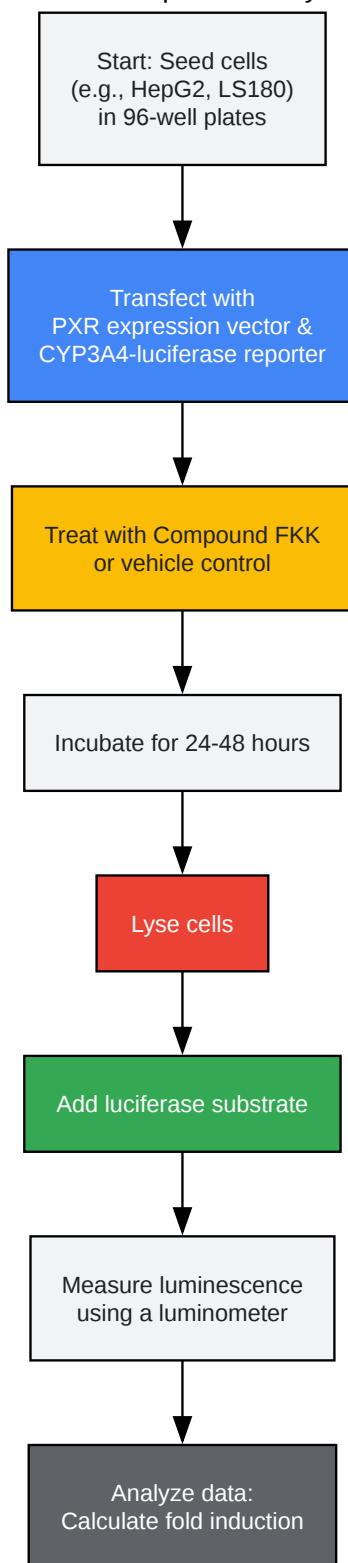 Start: Seed cells
(e.g., HepG2, LS180)
in 96-well plates
Transfect with
PXR expression vector &
CYP3A4-luciferase reporter
Treat with Compound FKK
or vehicle control
Incubate for 24-48 hours
Lyse cells
Add luciferase substrate
Measure luminescence
using a luminometer
Analyze data:
Calculate fold induction